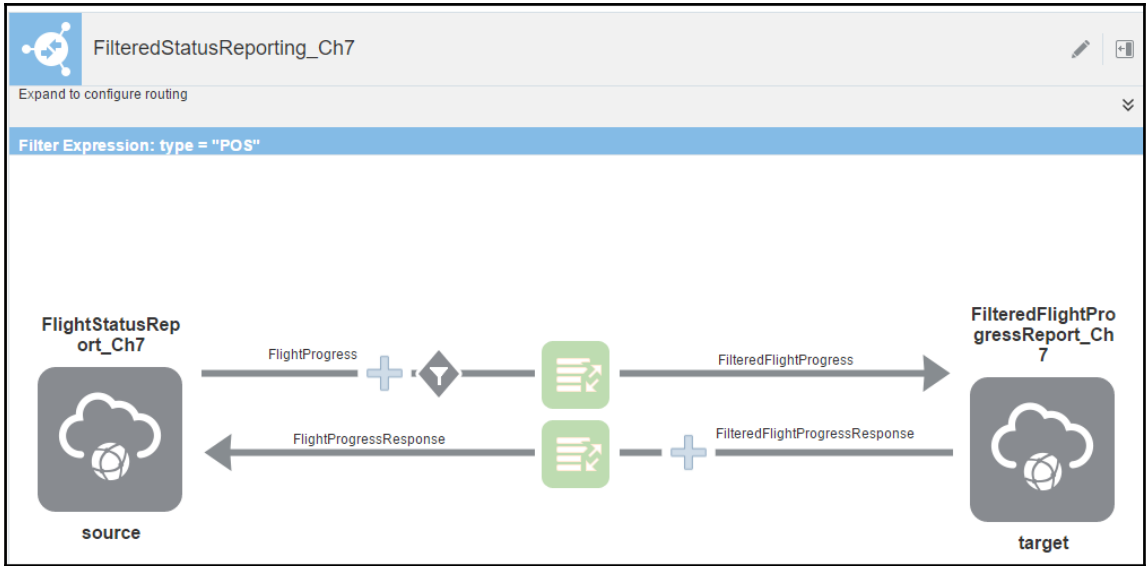 FilteredStatusReporting_Ch7
Expand to configure routing
Filter Expression: type = "POS"
FlightStatusRep
ort_Ch7
FilteredFlightPro
gressReport_Ch
7
FlightProgress
FilteredFlightProgress
FlightProgressResponse
FilteredFlightProgressResponse
source
target